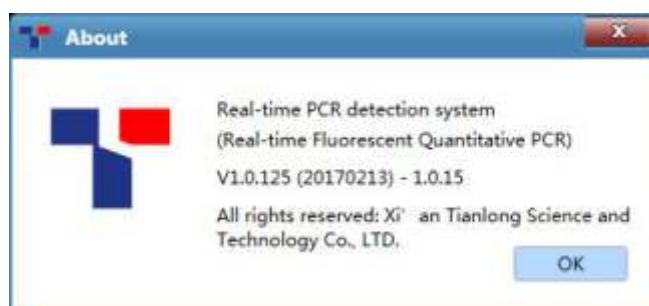 About
x
Real-time PCR detection system
(Real-time Fluorescent Quantitative PCR)
V1.0.125 (20170213) - 1.0.15
All rights reserved: Xi' an Tianlong Science and
Technology Co., LTD.
OK